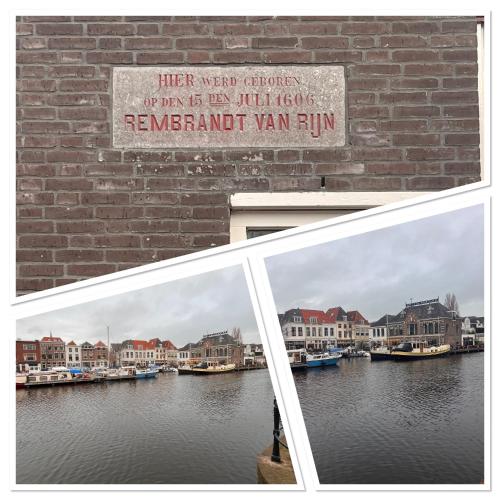 HIER WERD GEBOREN
OP DEN 15 DEN JULI 1606
REMBRANDT VAN RIJN